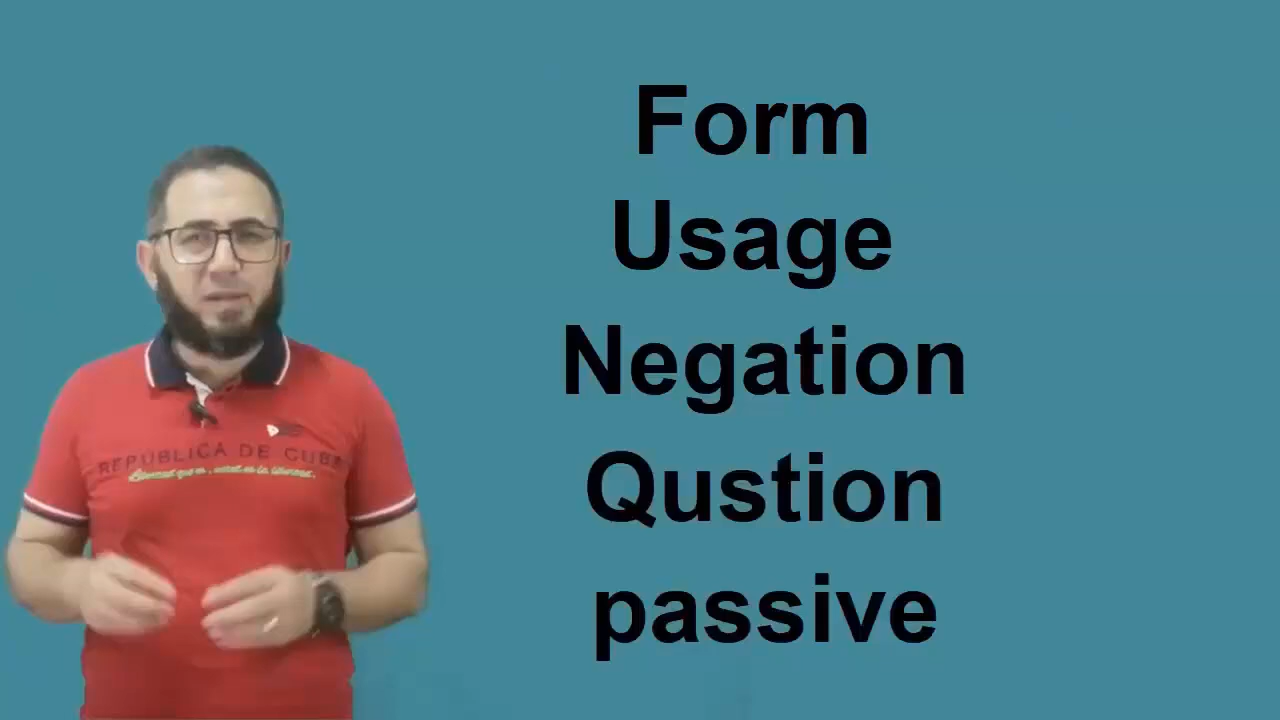 Form
Usage
Negation
Qustion
passive
REPUBLICA DE CUBA